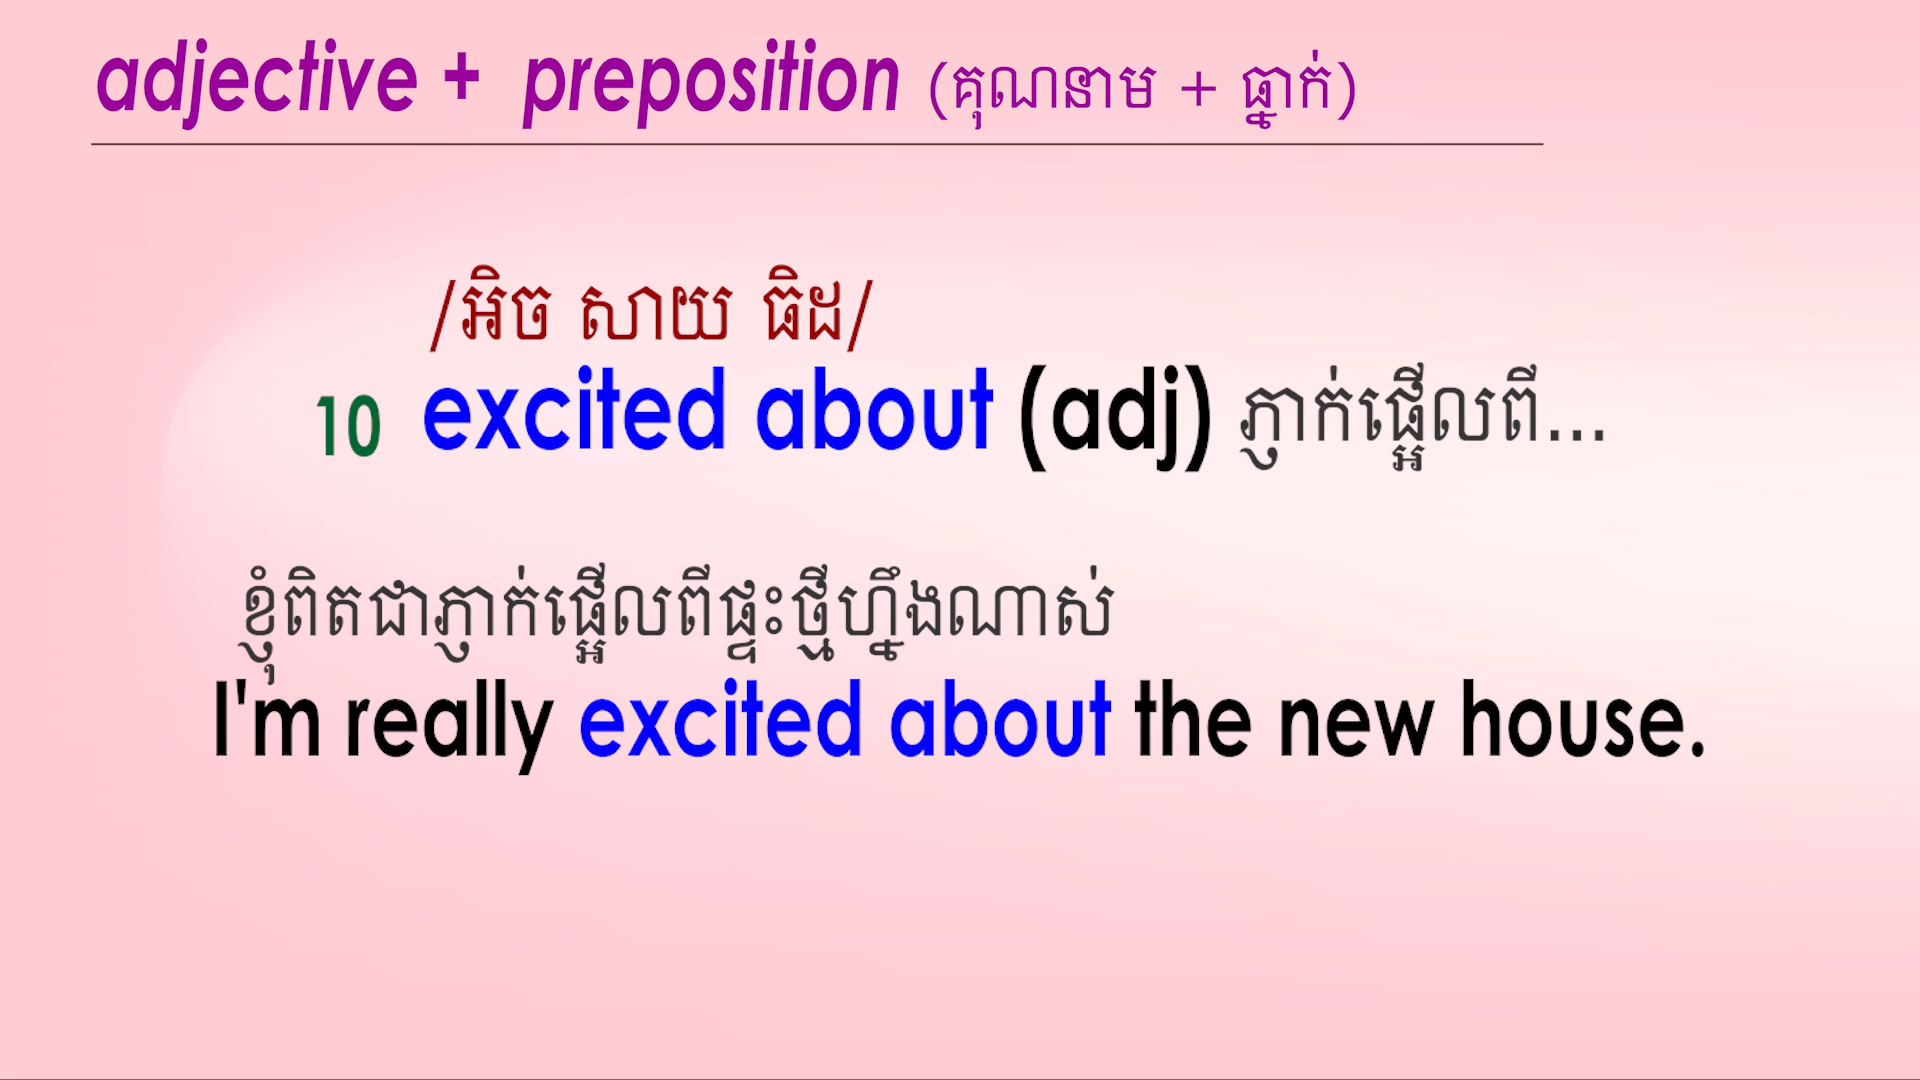 adjective + preposition (គុណនាម + ធ្នាក់)
/អិច សាយ ធិដ/
10 excited about (adj) ភ្ញាក់ផ្អើលពី...
ខ្ញុំពិតជាភ្ញាក់ផ្អើលពីផ្ទះថ្មីហ្នឹងណាស់
I'm really excited about the new house.